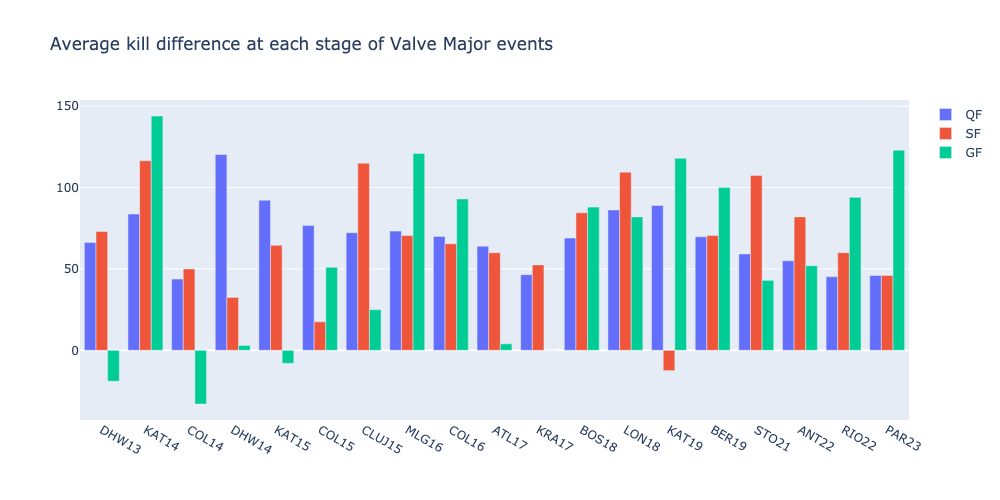 Average kill difference at each stage of Valve Major events
150
100
50
0
QF
SF
GF
DHW13
KAT14
COL14
DHW14
KAT15
COL15
CLUJ15
MLG16
COL16
ATL17
KRA17
BOS18
LON18
KAT19
BER19
STO21
ANT22
RIO22
PAR23